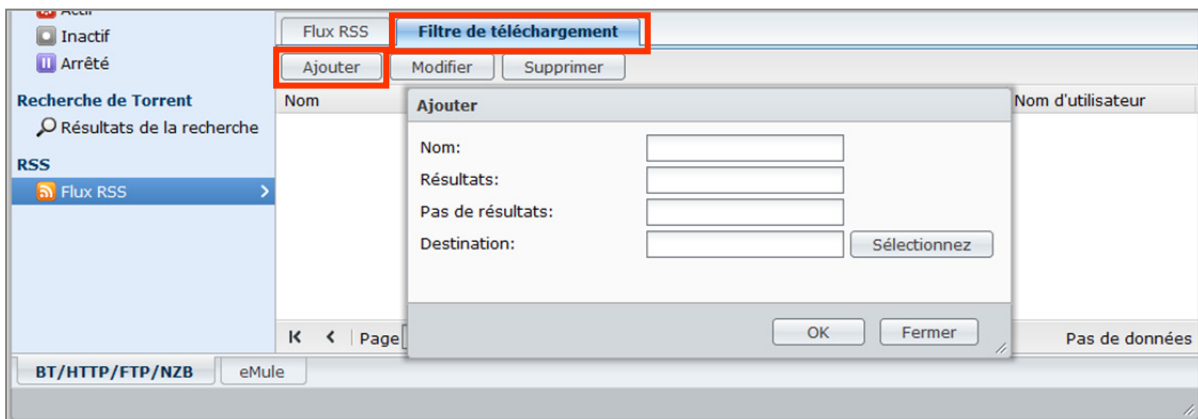 Actif
Inactif
Arrêté
Recherche de Torrent
Résultats de la recherche
RSS
Flux RSS
Flux RSS
Filtre de téléchargement
Ajouter
Modifier
Supprimer
Nom
Nom d'utilisateur
Ajouter
Nom:
Résultats:
Pas de résultats:
Destination:
Sélectionnez
OK
Fermer
Page
Pas de données
BT/HTTP/FTP/NZB
eMule